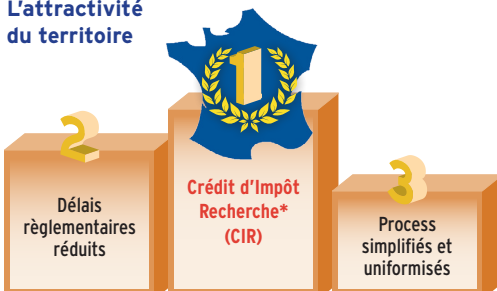 L’attractivité
du territoire
1
2
3
Crédit d’Impôt
Recherche*
(CIR)
Délais
règlementaires
réduits
Process
simplifiés et
uniformisés